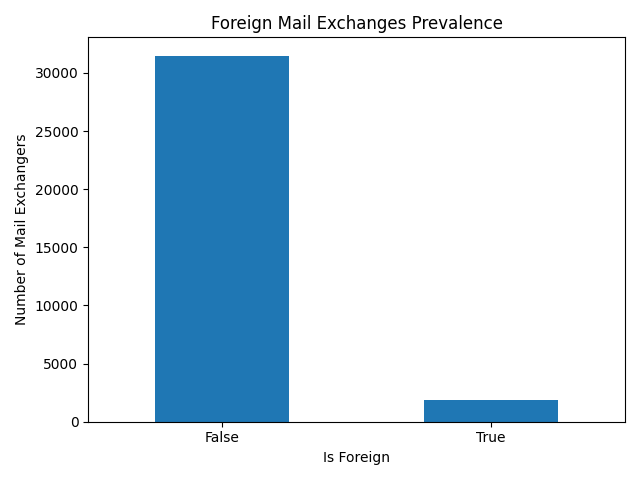 Foreign Mail Exchanges Prevalence
Number of Mail Exchangers
30000
25000
20000
15000
10000
5000
0
False
True
Is Foreign